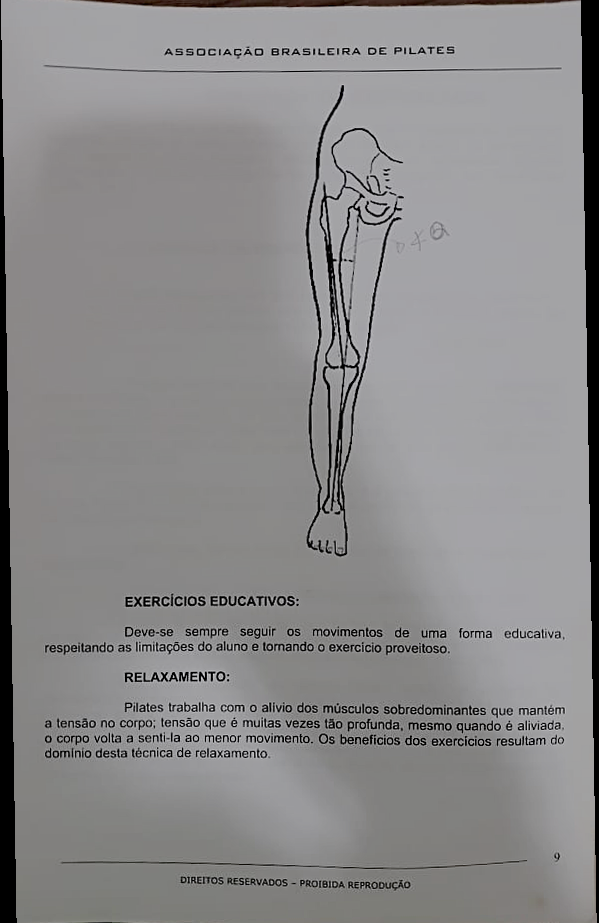 ASSOCIAÇÃO BRASILEIRA DE PILATES
EXERCÍCIOS EDUCATIVOS:
Deve-se sempre seguir os movimentos de uma forma educativa,
respeitando as limitações do aluno e tornando o exercício proveitoso.
RELAXAMENTO:
Pilates trabalha com o alívio dos músculos sobredominantes que mantém
a tensão no corpo; tensão que é muitas vezes tão profunda, mesmo quando é aliviada,
o corpo volta a senti-la ao menor movimento. Os benefícios dos exercícios resultam do
domínio desta técnica de relaxamento.
9
DIREITOS RESERVADOS – PROIBIDA REPRODUÇÃO